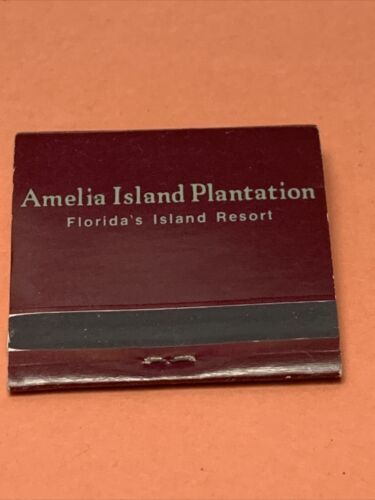 Amelia Island Plantation
Florida's Island Resort